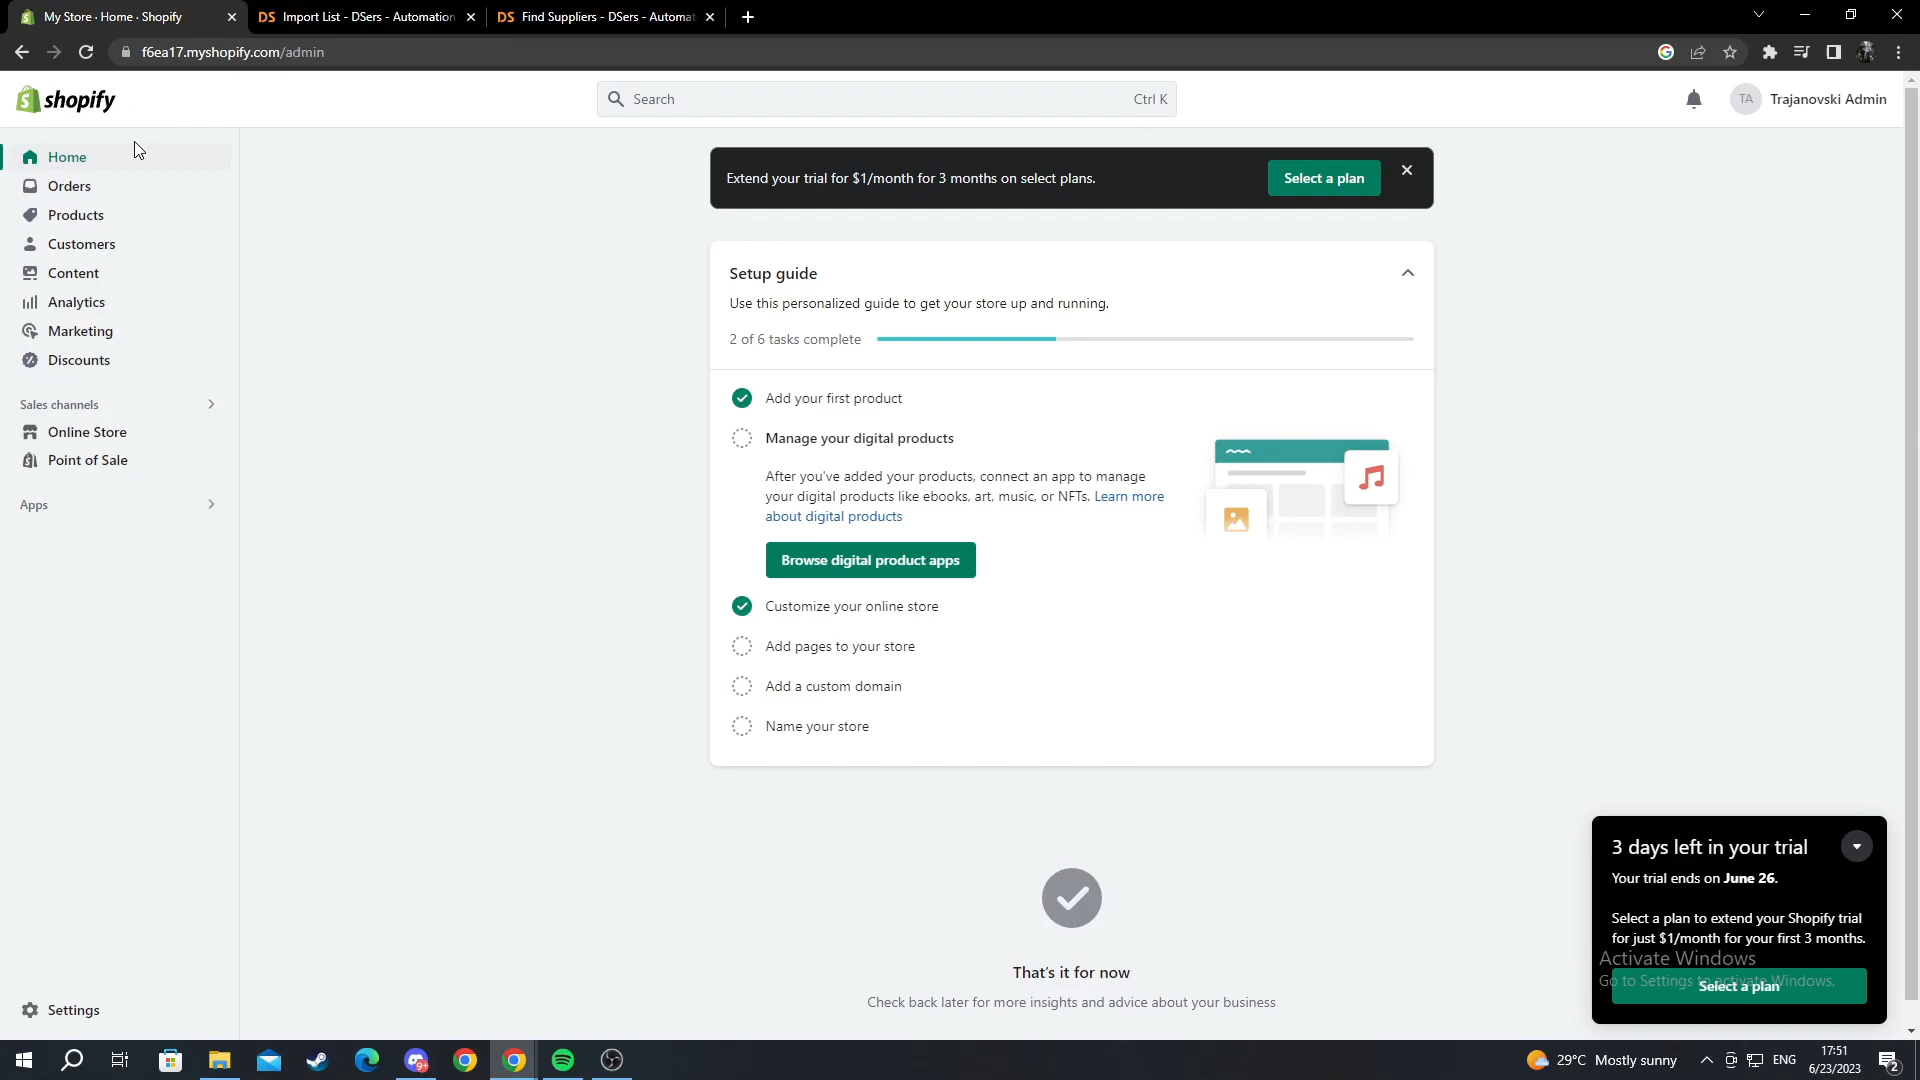 My Store · Home · Shopify
DS Import List - DSers - Automation
DS Find Suppliers - DSers - Automat
f6ea17.myshopify.com/admin
shopify
Search
Ctrl K
TA
Trajanovski Admin
Home
Orders
Products
Customers
Content
Analytics
Marketing
Discounts
Sales channels
Online Store
Point of Sale
Apps
Settings
Extend your trial for $1/month for 3 months on select plans.
Select a plan
Setup guide
Use this personalized guide to get your store up and running.
2 of 6 tasks complete
Add your first product
Manage your digital products
After you've added your products, connect an app to manage
your digital products like ebooks, art, music, or NFTs. Learn more
about digital products
Browse digital product apps
Customize your online store
Add pages to your store
Add a custom domain
Name your store
That's it for now
Check back later for more insights and advice about your business
3 days left in your trial
Your trial ends on June 26.
Select a plan to extend your Shopify trial
for just $1/month for your first 3 months.
Activate Windows
Go to Settings to activate Windows.
Select a plan
9+
29°C Mostly sunny
ENG
17:51
6/23/2023
2